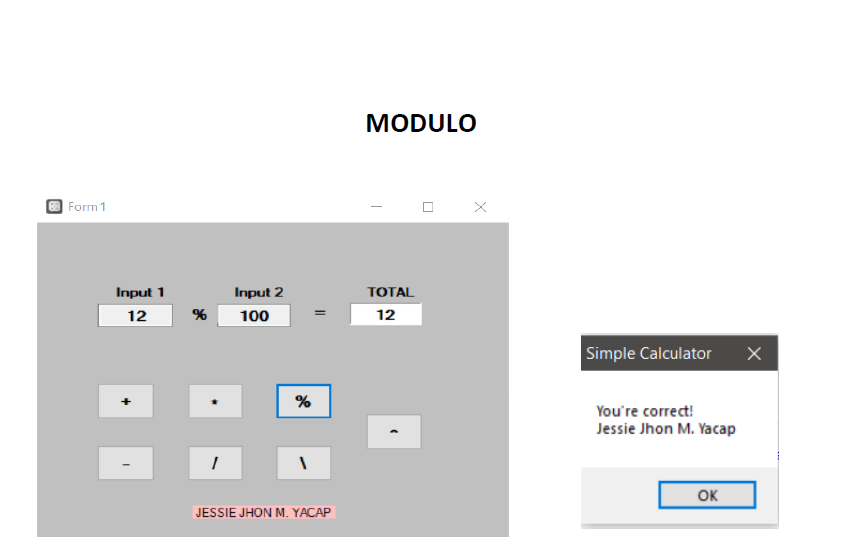 MODULO
Form1
Input 1 Input 2 TOTAL
12 % 100 = 12
+ * % ^
- / \
JESSIE JHON M. YACAP
Simple Calculator
You're correct!
Jessie Jhon M. Yacap
OK